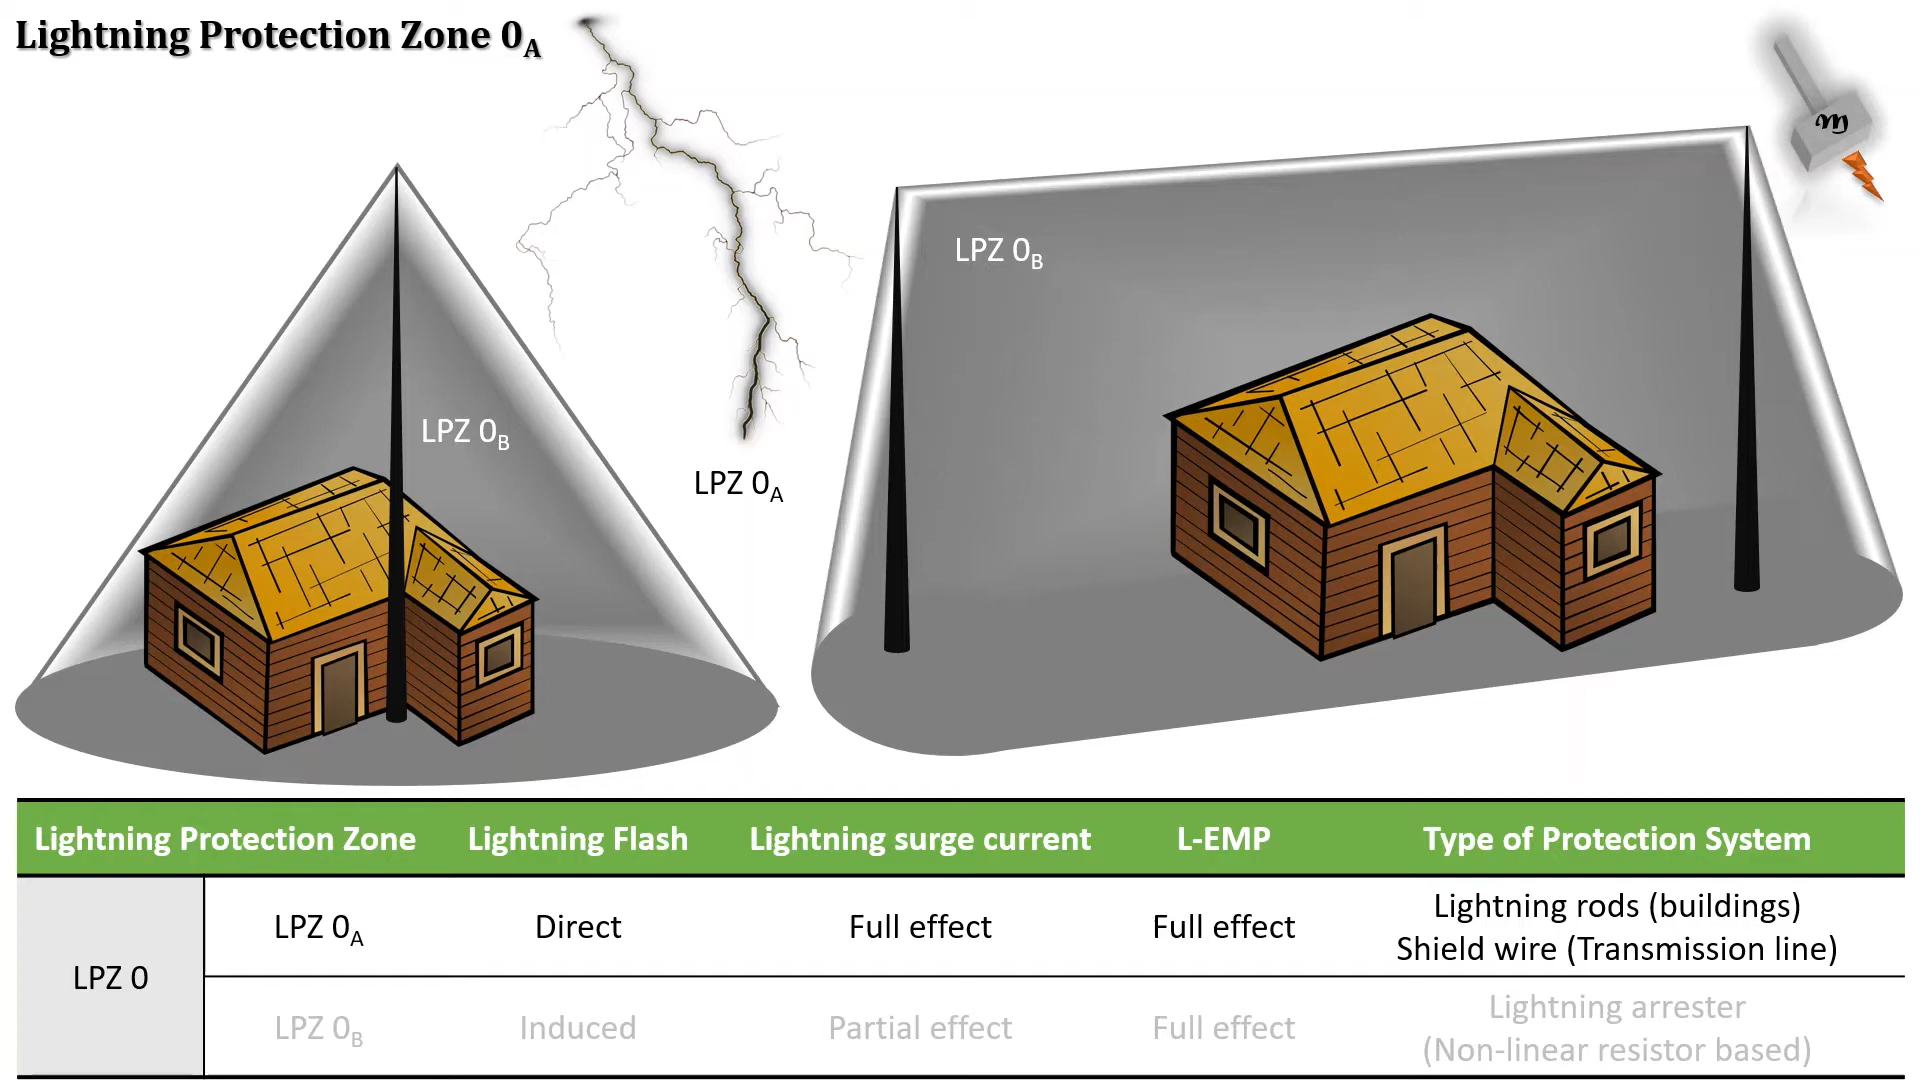 Lightning Protection Zone 0A
m
LPZ 0B
LPZ 0B
LPZ 0A
Lightning Protection Zone Lightning Flash Lightning surge current L-EMP Type of Protection System
LPZ 0
LPZ 0A Direct Full effect Full effect Lightning rods (buildings)
Shield wire (Transmission line)
LPZ 0B Induced Partial effect Full effect Lightning arrester
(Non-linear resistor based)